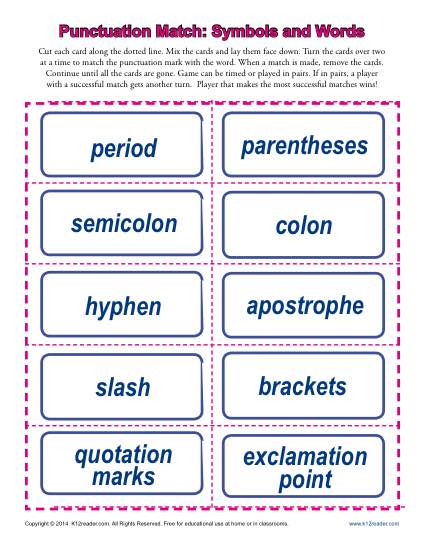 Punctuation Match: Symbols and Words
Cut each card along the dotted line. Mix the cards and lay them face down. Turn the cards over two
at a time to match the punctuation mark with the word. When a match is made, remove the cards.
Continue until all the cards are gone. Game can be timed or played in pairs. If in pairs, a player
with a successful match gets another turn. Player that makes the most successful matches wins!
period
parentheses
semicolon
colon
hyphen
apostrophe
slash
brackets
quotation
marks
exclamation
point
Copyright © 2014 K12reader.com. All Rights Reserved. Free for educational use at home or in classrooms.
www.k12reader.com